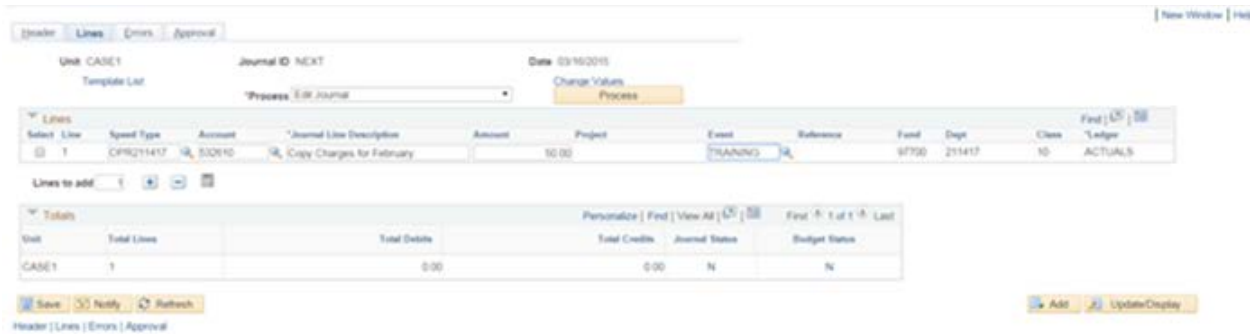 New Window | Help
Header Lines Errors Approval
Unit CASE1 Journal ID NEXT Date 03/16/2015
Template List Change Values
*Process Edit Journal Process
Lines Find
Select Line Speed Type Account *Journal Line Description Amount Project Event Reference Fund Dept Class *Ledger
1 OPR211417 532610 Copy Charges for February 50.00 TRAINING 97700 211417 10 ACTUALS
Lines to add 1
Totals Personalize | Find | View All | First 1 of 1 Last
Unit Total Lines Total Debits Total Credits Journal Status Budget Status
CASE1 1 0.00 0.00 N N
Save Notify Refresh Add Update/Display
Header | Lines | Errors | Approval